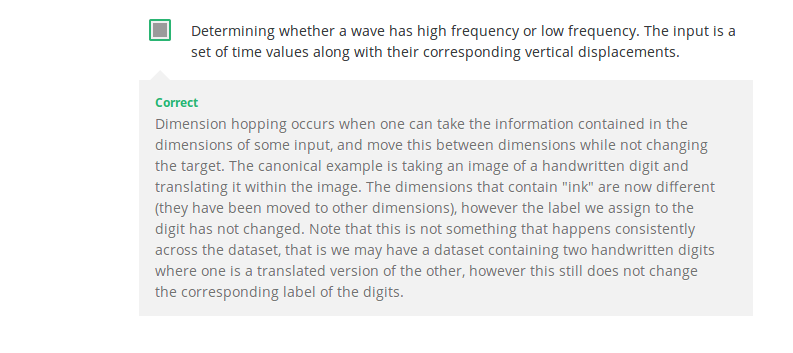 Determining whether a wave has high frequency or low frequency. The input is a
set of time values along with their corresponding vertical displacements.
Correct
Dimension hopping occurs when one can take the information contained in the
dimensions of some input, and move this between dimensions while not changing
the target. The canonical example is taking an image of a handwritten digit and
translating it within the image. The dimensions that contain "ink" are now different
(they have been moved to other dimensions), however the label we assign to the
digit has not changed. Note that this is not something that happens consistently
across the dataset, that is we may have a dataset containing two handwritten digits
where one is a translated version of the other, however this still does not change
the corresponding label of the digits.